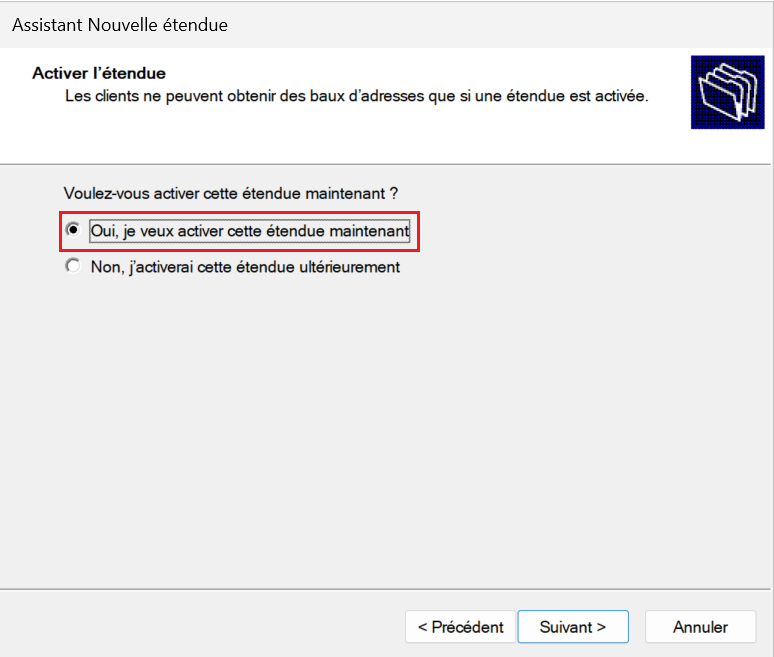 Assistant Nouvelle étendue
Activer l’étendue
Les clients ne peuvent obtenir des baux d’adresses que si une étendue est activée.
Voulez-vous activer cette étendue maintenant ?
Oui, je veux activer cette étendue maintenant
Non, j’activerai cette étendue ultérieurement
< Précédent
Suivant >
Annuler